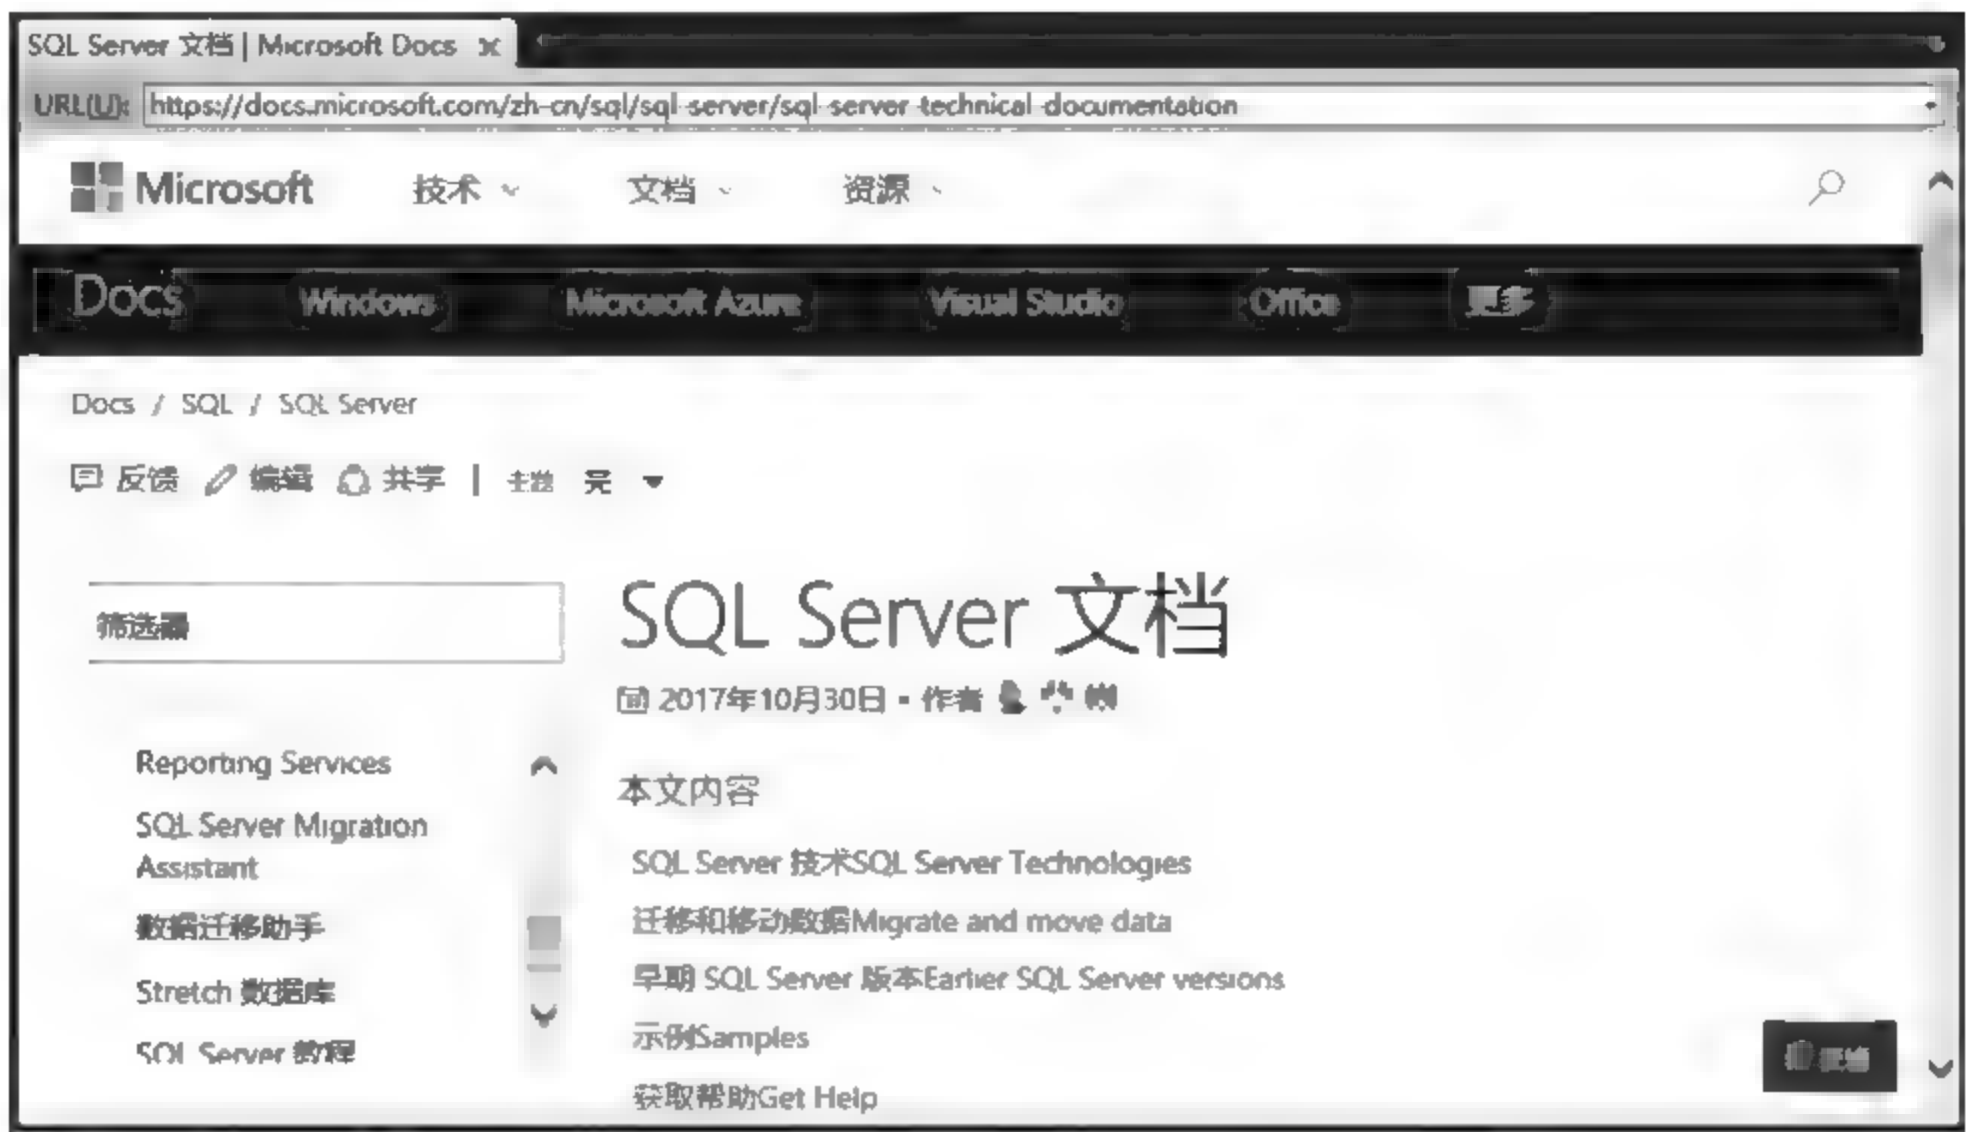 SQL Server 文档 | Microsoft Docs
URL(U): https://docs.microsoft.com/zh-cn/sql/sql-server/sql-server-technical-documentation
Microsoft 技术 文档 资源
Docs Windows Microsoft Azure Visual Studio Office 更多
Docs / SQL / SQL Server
反馈 编辑 共享 | 主题 亮
筛选器
SQL Server 文档
2017年10月30日 · 作者
Reporting Services
SQL Server Migration
Assistant
数据迁移助手
Stretch 数据库
SQL Server 教程
本文内容
SQL Server 技术SQL Server Technologies
迁移和移动数据Migrate and move data
早期 SQL Server 版本Earlier SQL Server versions
示例Samples
获取帮助Get Help
反馈